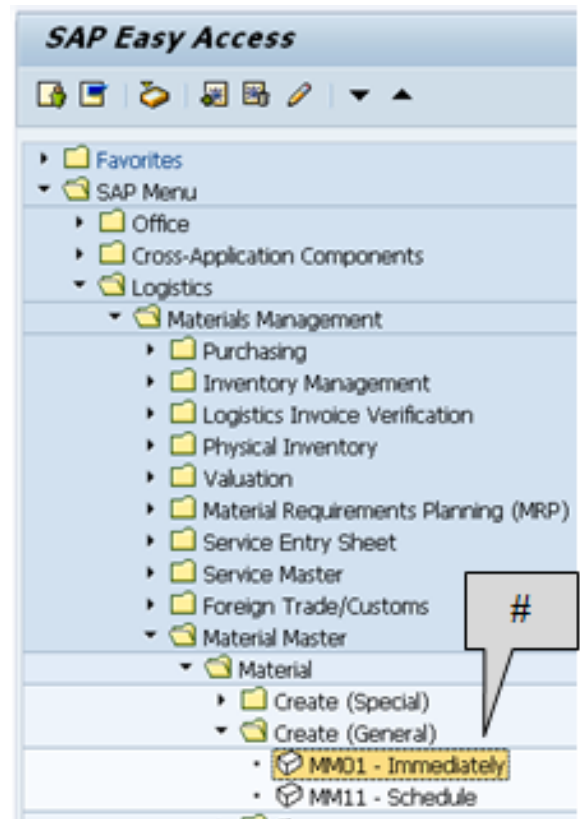 SAP Easy Access
Favorites
SAP Menu
Office
Cross-Application Components
Logistics
Materials Management
Purchasing
Inventory Management
Logistics Invoice Verification
Physical Inventory
Valuation
Material Requirements Planning (MRP)
Service Entry Sheet
Service Master
Foreign Trade/Customs
#
Material Master
Material
Create (Special)
Create (General)
MM01 - Immediately
MM11 - Schedule